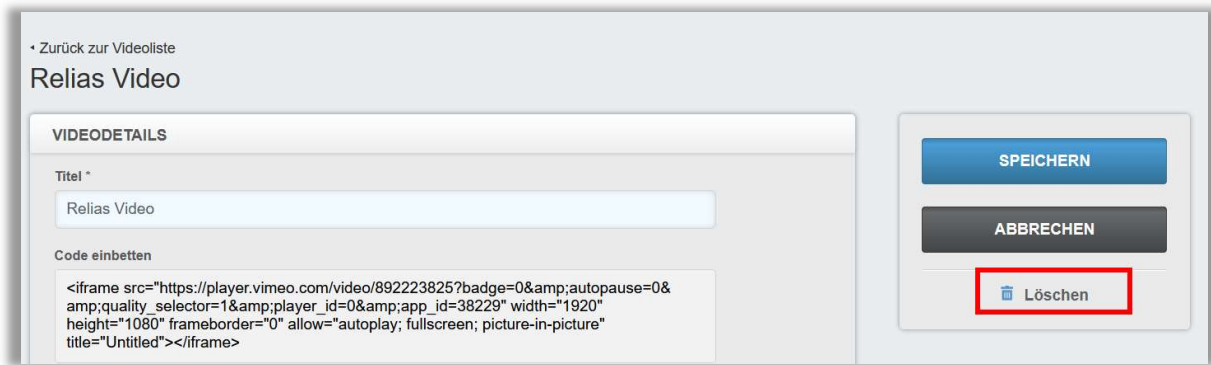 Zurück zur Videoliste
Relias Video
VIDEODETAILS
Titel *
Relias Video
Code einbetten
<iframe src="https://player.vimeo.com/video/892223825?badge=0&amp;autopause=0&
amp;quality_selector=1&amp;player_id=0&amp;app_id=38229" width="1920"
height="1080" frameborder="0" allow="autoplay; fullscreen; picture-in-picture"
title="Untitled"></iframe>
SPEICHERN
ABBRECHEN
Löschen